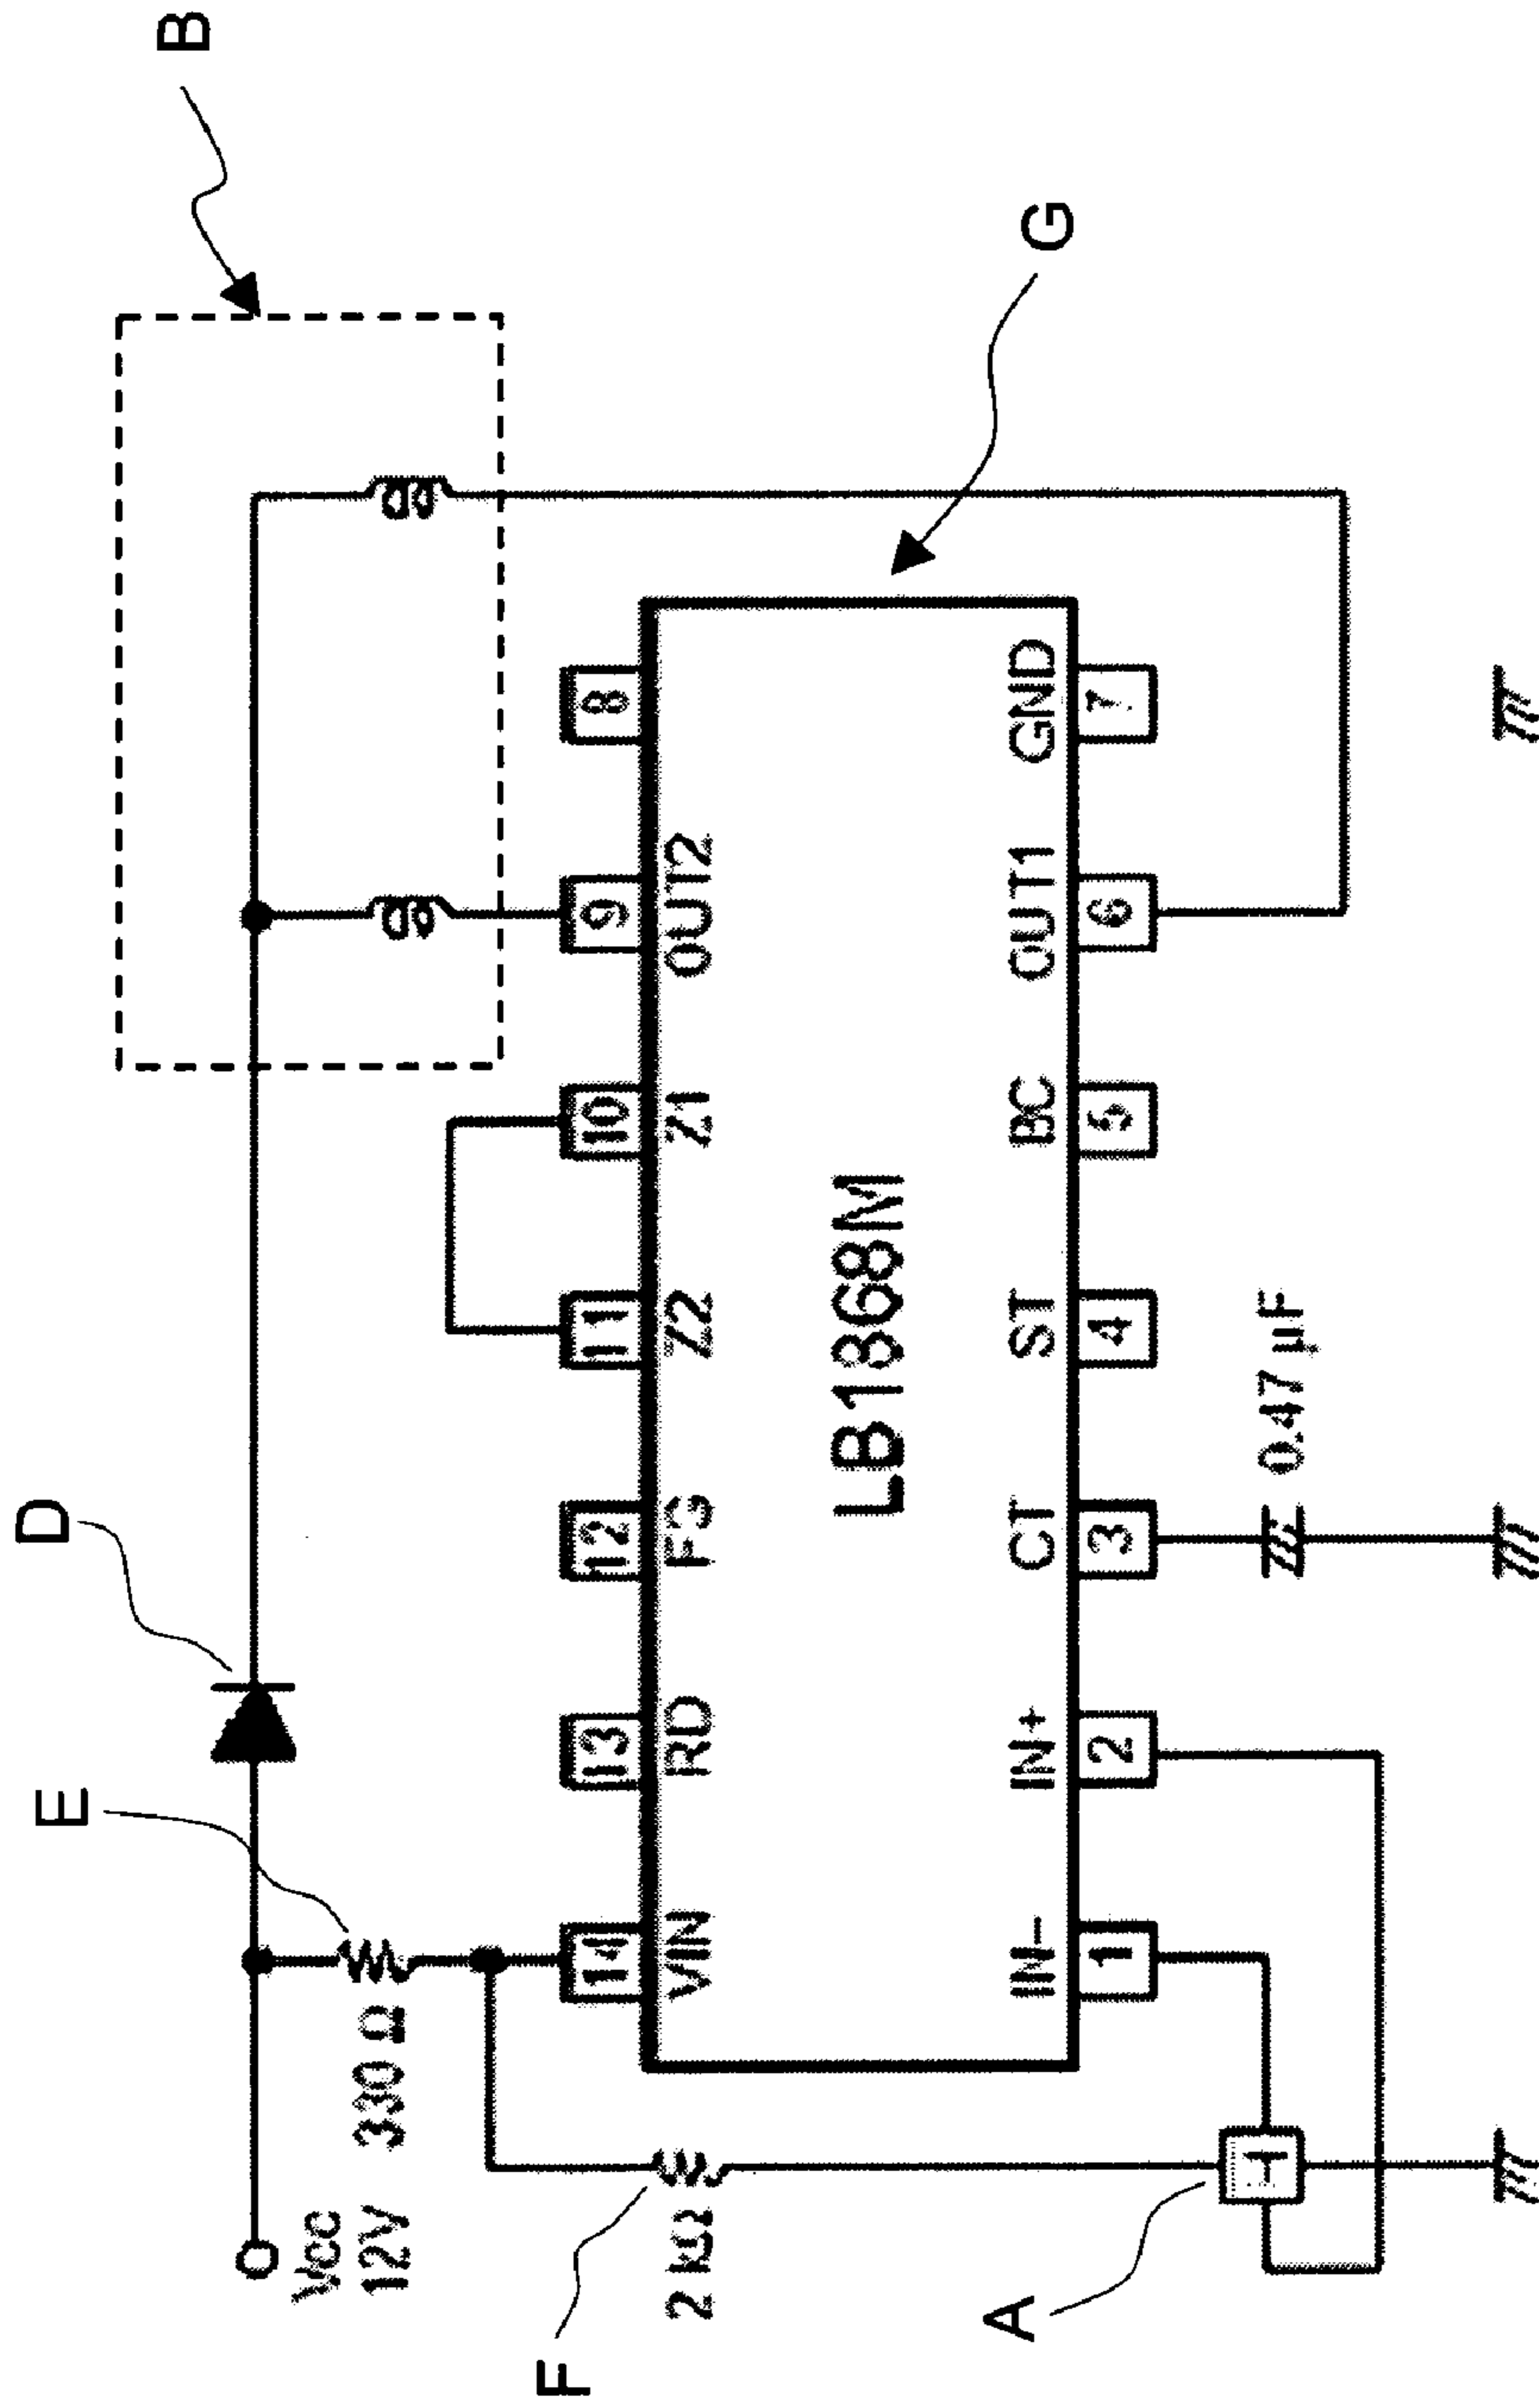 D
B
E
Vcc
12V
330 Ω
F
2 kΩ
14
13
12
11
10
9
8
VIN
RD
FG
Z2
Z1
OUT2
LB1868M
G
IN−
IN+
CT
ST
BC
OUT1
GND
1
2
3
4
5
6
7
A
0.47 µF